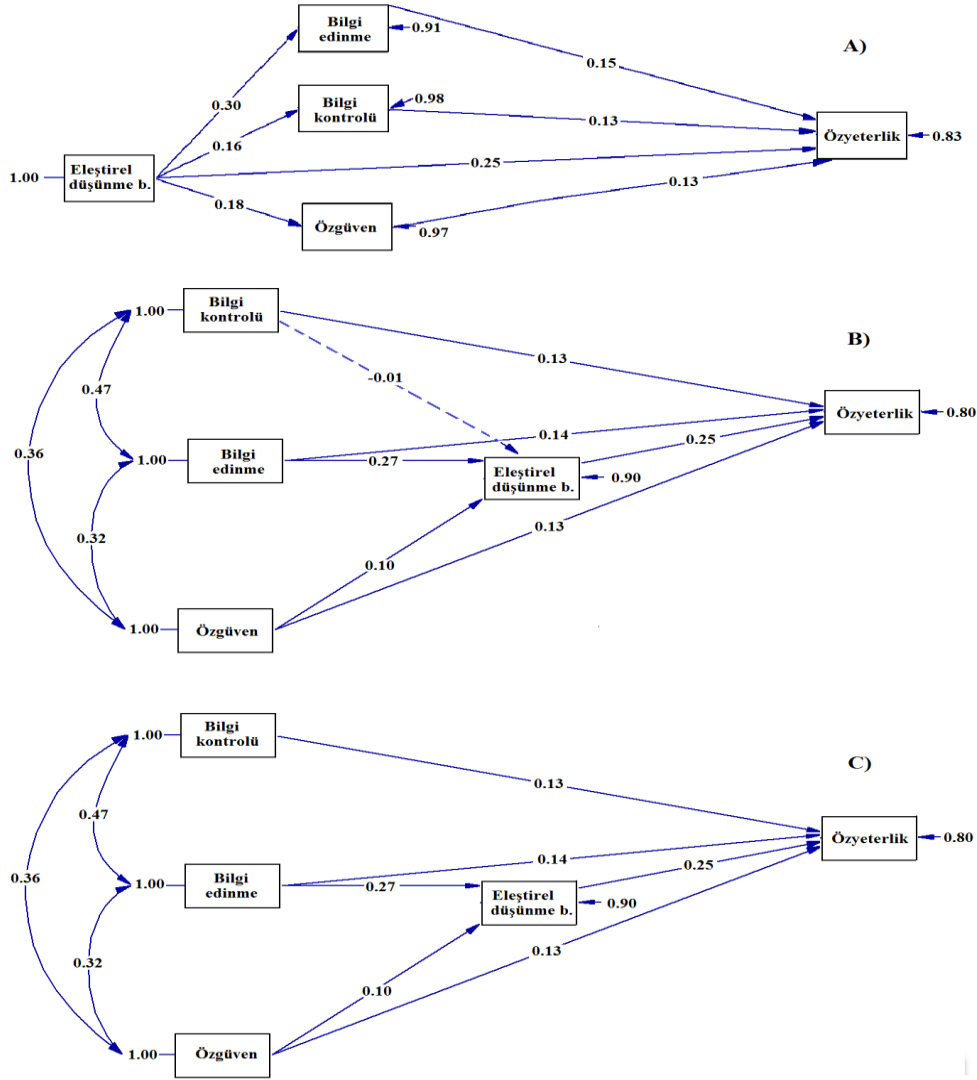 Bilgi
edinme
0.91
A)
0.15
0.30
Bilgi
kontrolü
0.98
0.13
Özyeterlik
0.83
0.16
0.25
1.00
Eleştirel
düşünme b.
0.18
0.13
Özgüven
0.97
1.00
Bilgi
kontrolü
B)
0.13
-0.01
0.47
Özyeterlik
0.80
0.14
0.25
0.36
1.00
Bilgi
edinme
0.27
Eleştirel
düşünme b.
0.90
0.13
0.32
0.10
1.00
Özgüven
1.00
Bilgi
kontrolü
C)
0.13
0.47
Özyeterlik
0.80
0.14
0.25
0.36
1.00
Bilgi
edinme
0.27
Eleştirel
düşünme b.
0.90
0.13
0.32
0.10
1.00
Özgüven